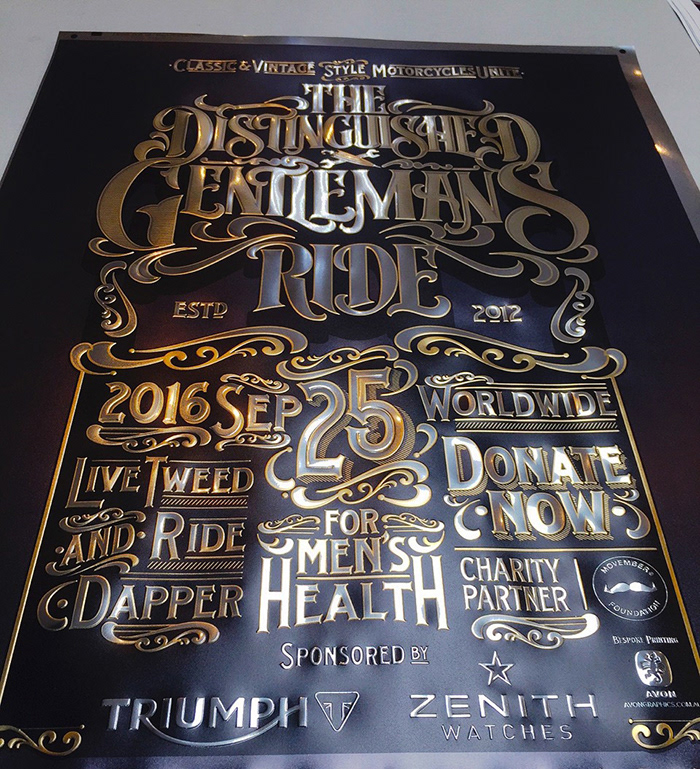 ·CLASSIC & VINTAGE STYLE MOTORCYCLES UNITE·
THE
DISTINGUISHED
GENTLEMANS
RIDE
ESTD 2012
2016 SEP 25 WORLDWIDE
LIVE TWEED
·AND·RIDE
·DAPPER
FOR
MEN'S
HEALTH
DONATE
·NOW·
CHARITY
PARTNER
MOVEMBER
FOUNDATION
SPONSORED BY
TRIUMPH
ZENITH
WATCHES
BESPOKE PRINTING
AVON
AVONGRAPHICS.COM.AU